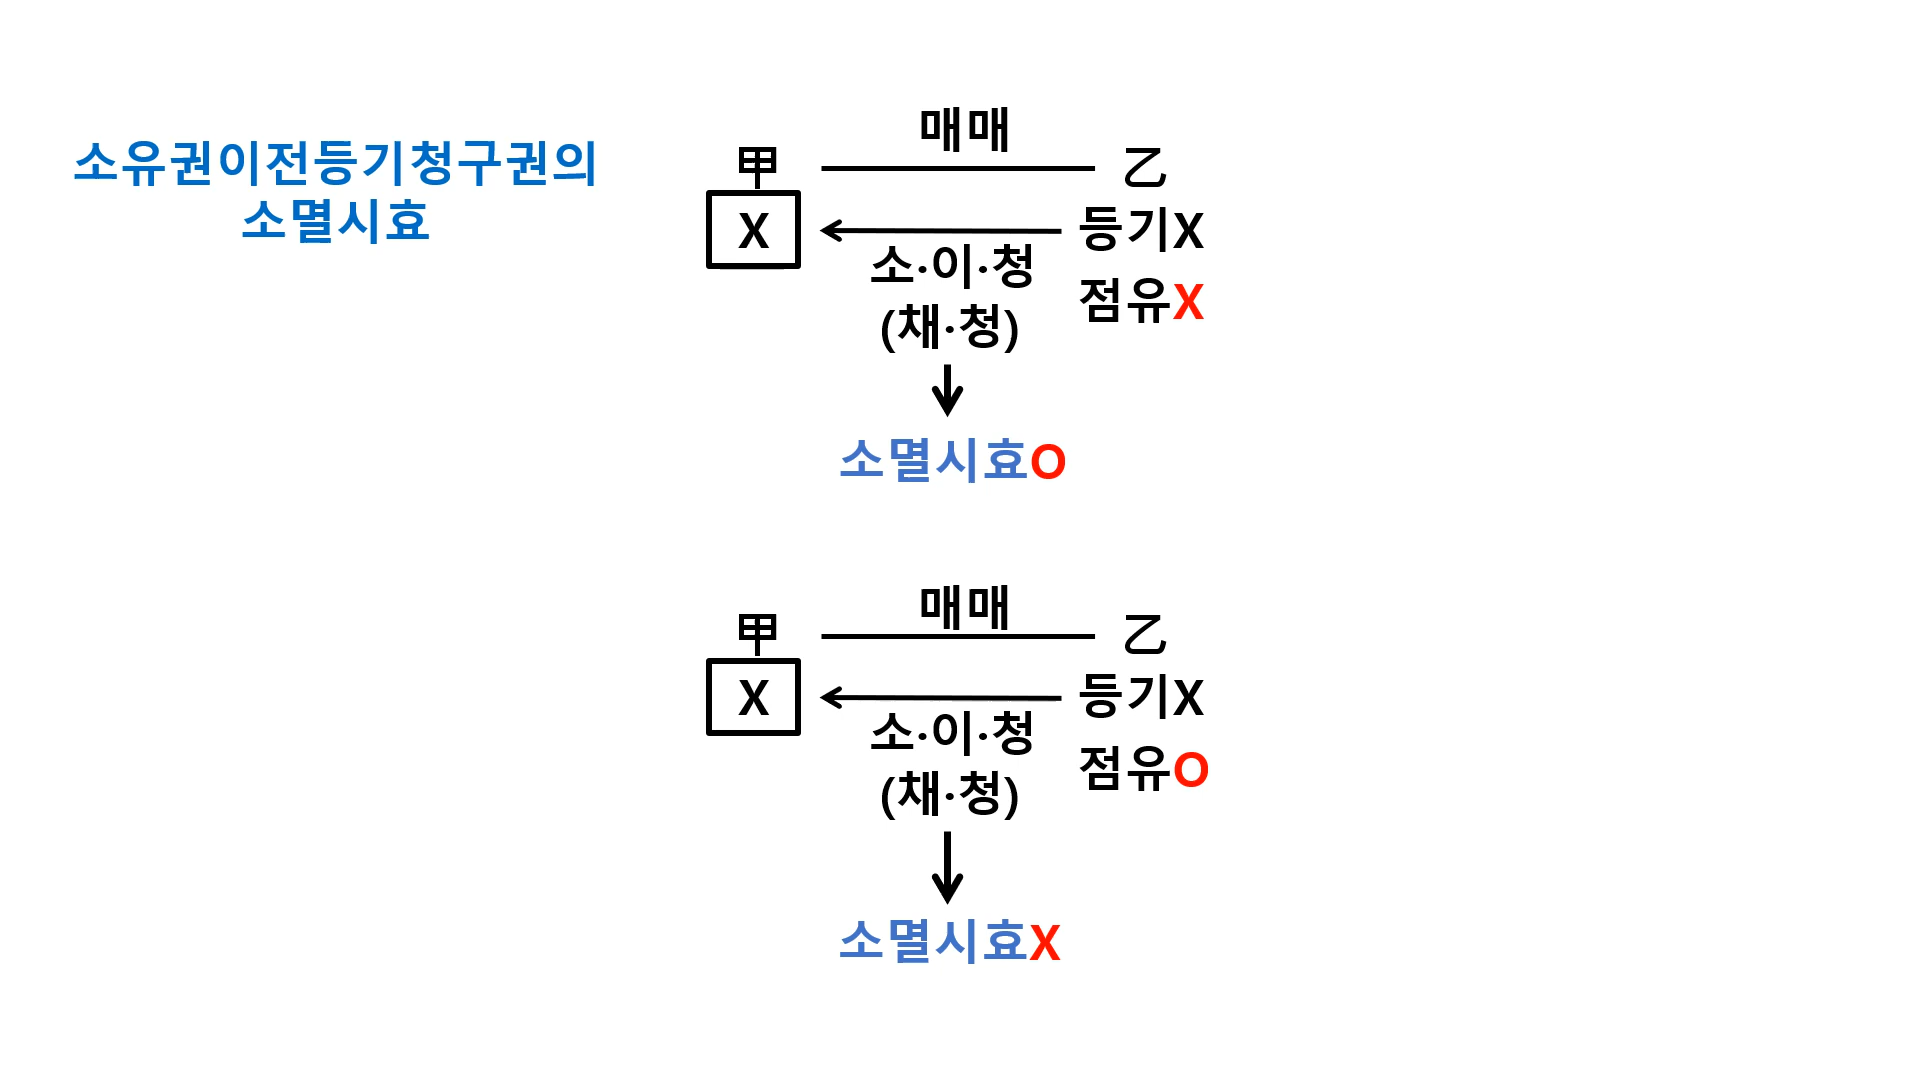 소유권이전등기청구권의
소멸시효
매매
甲 乙
X
등기X
소·이·청
점유X
(채·청)
소멸시효O
매매
甲 乙
X
등기X
소·이·청
점유O
(채·청)
소멸시효X